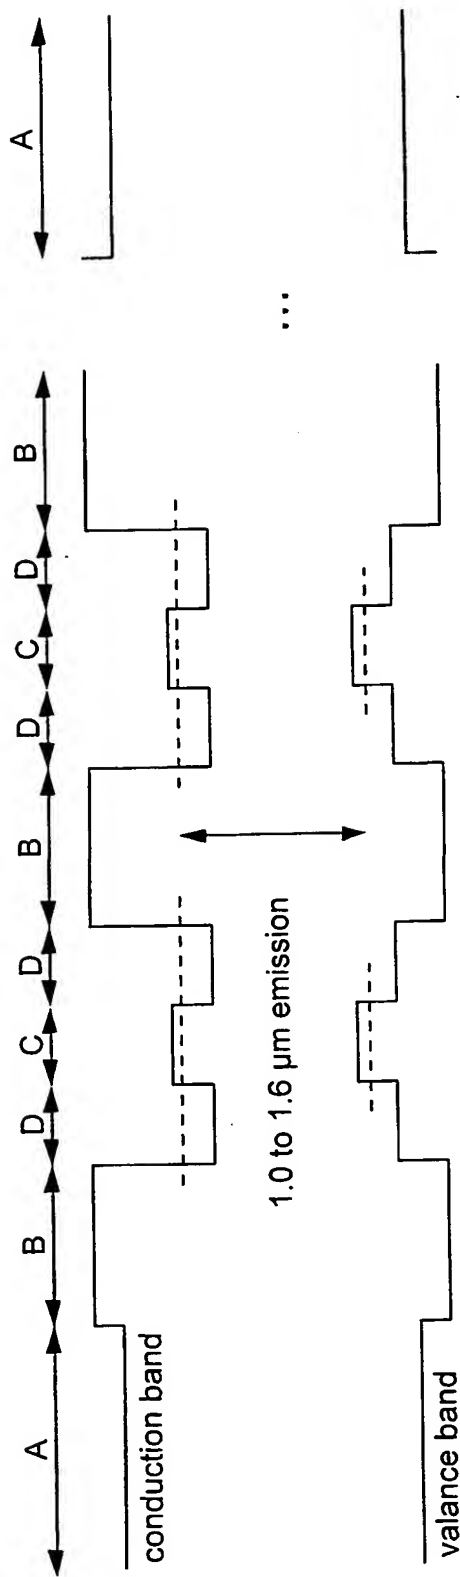 A B D C D B D C D B A
conduction band
1.0 to 1.6 µm emission
...
valance band